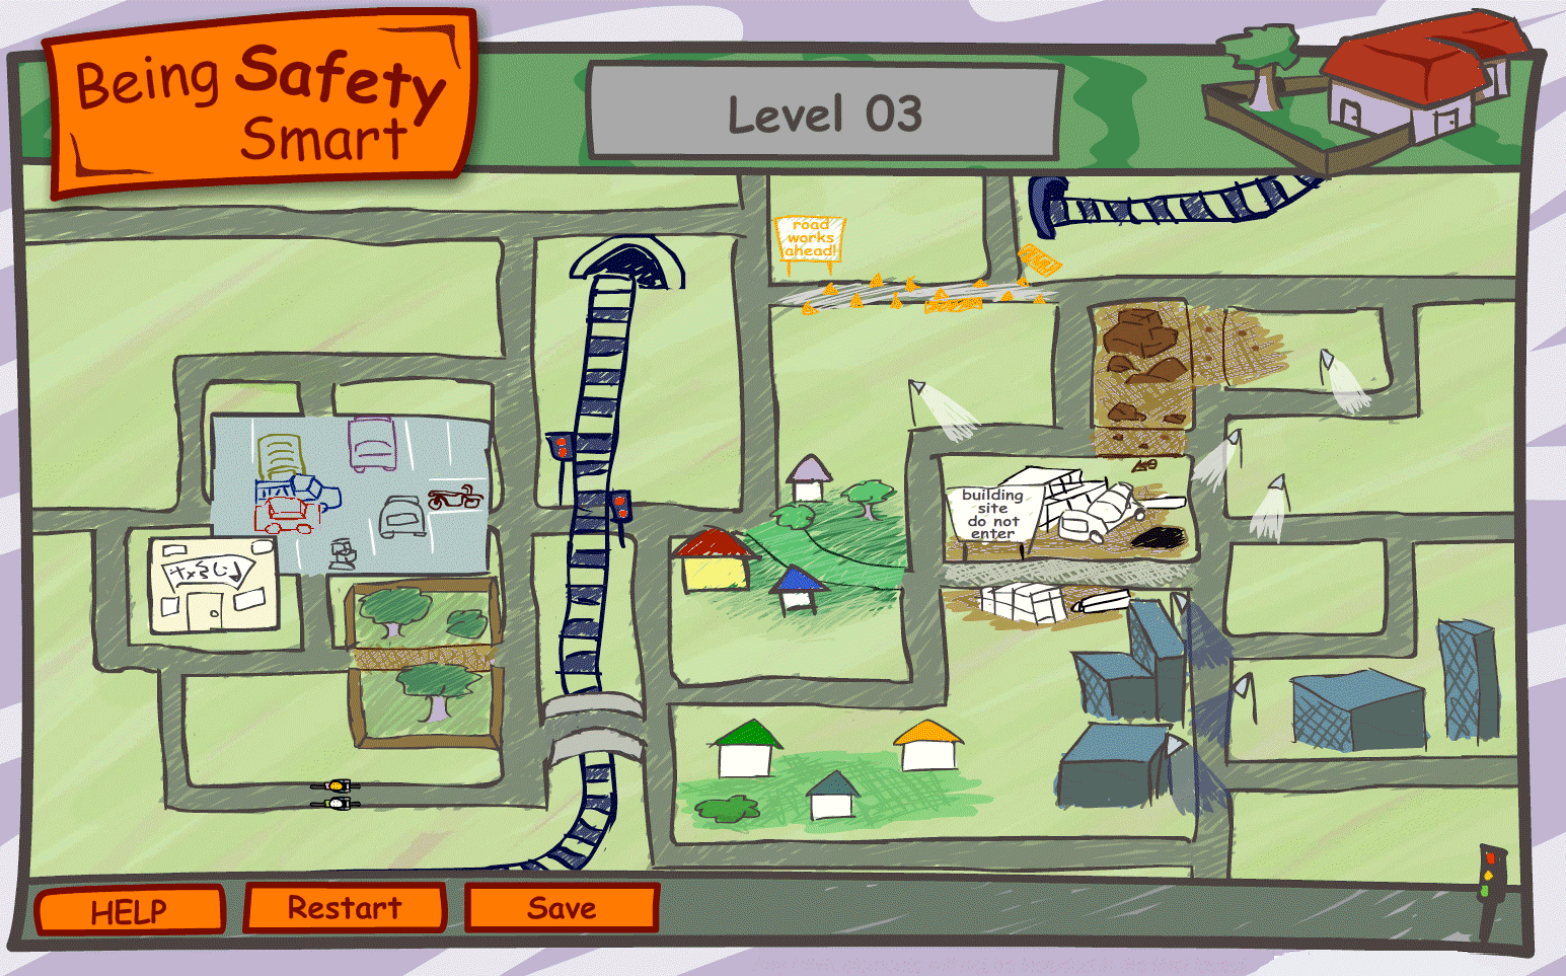 Being Safety
Smart
Level 03
road
works
ahead!
building
site
do not
enter
HELP
Restart
Save